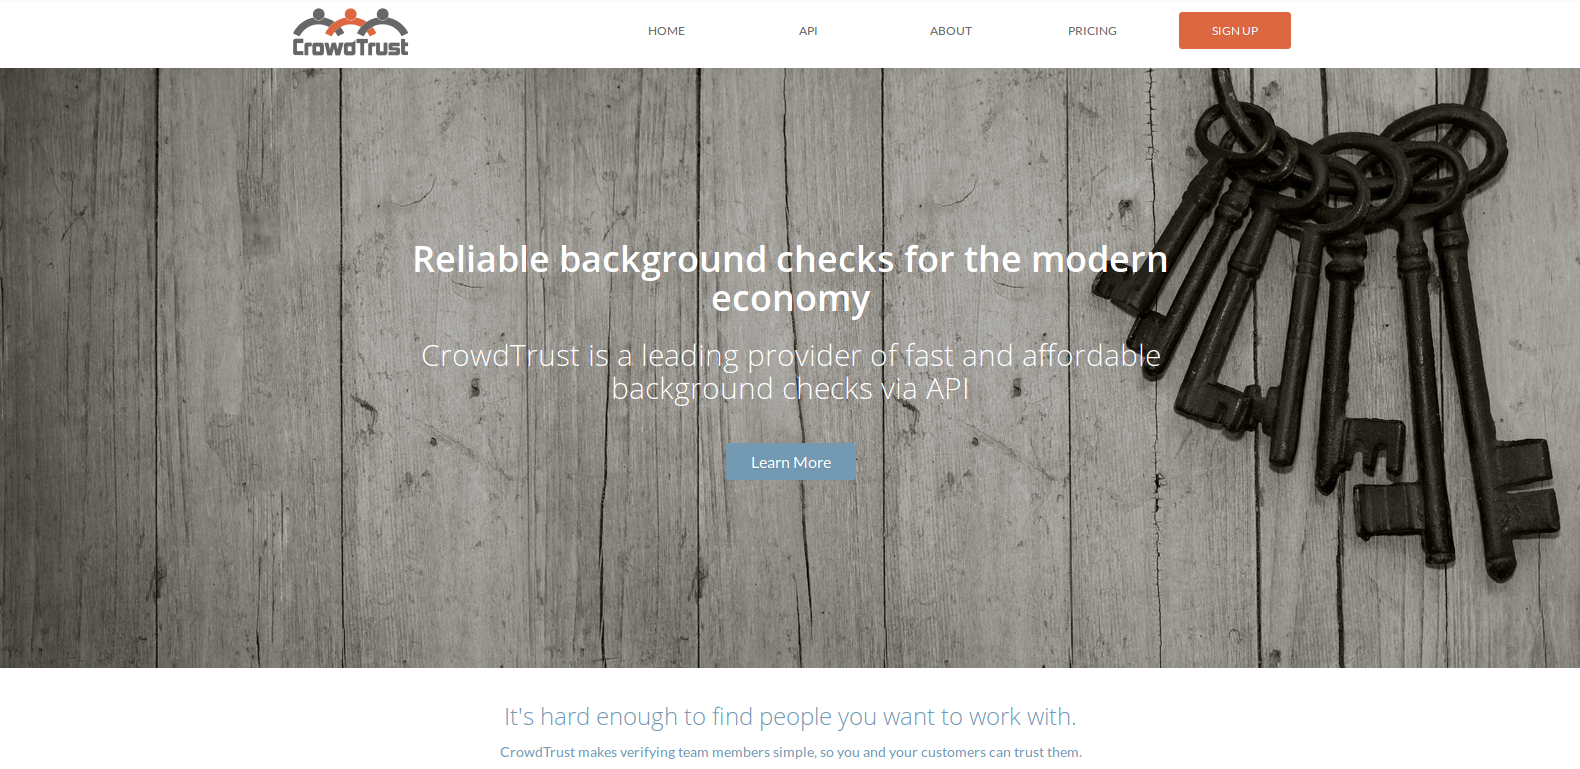 CrowdTrust
HOME
API
ABOUT
PRICING
SIGN UP
Reliable background checks for the modern
economy
CrowdTrust is a leading provider of fast and affordable
background checks via API
Learn More
It's hard enough to find people you want to work with.
CrowdTrust makes verifying team members simple, so you and your customers can trust them.